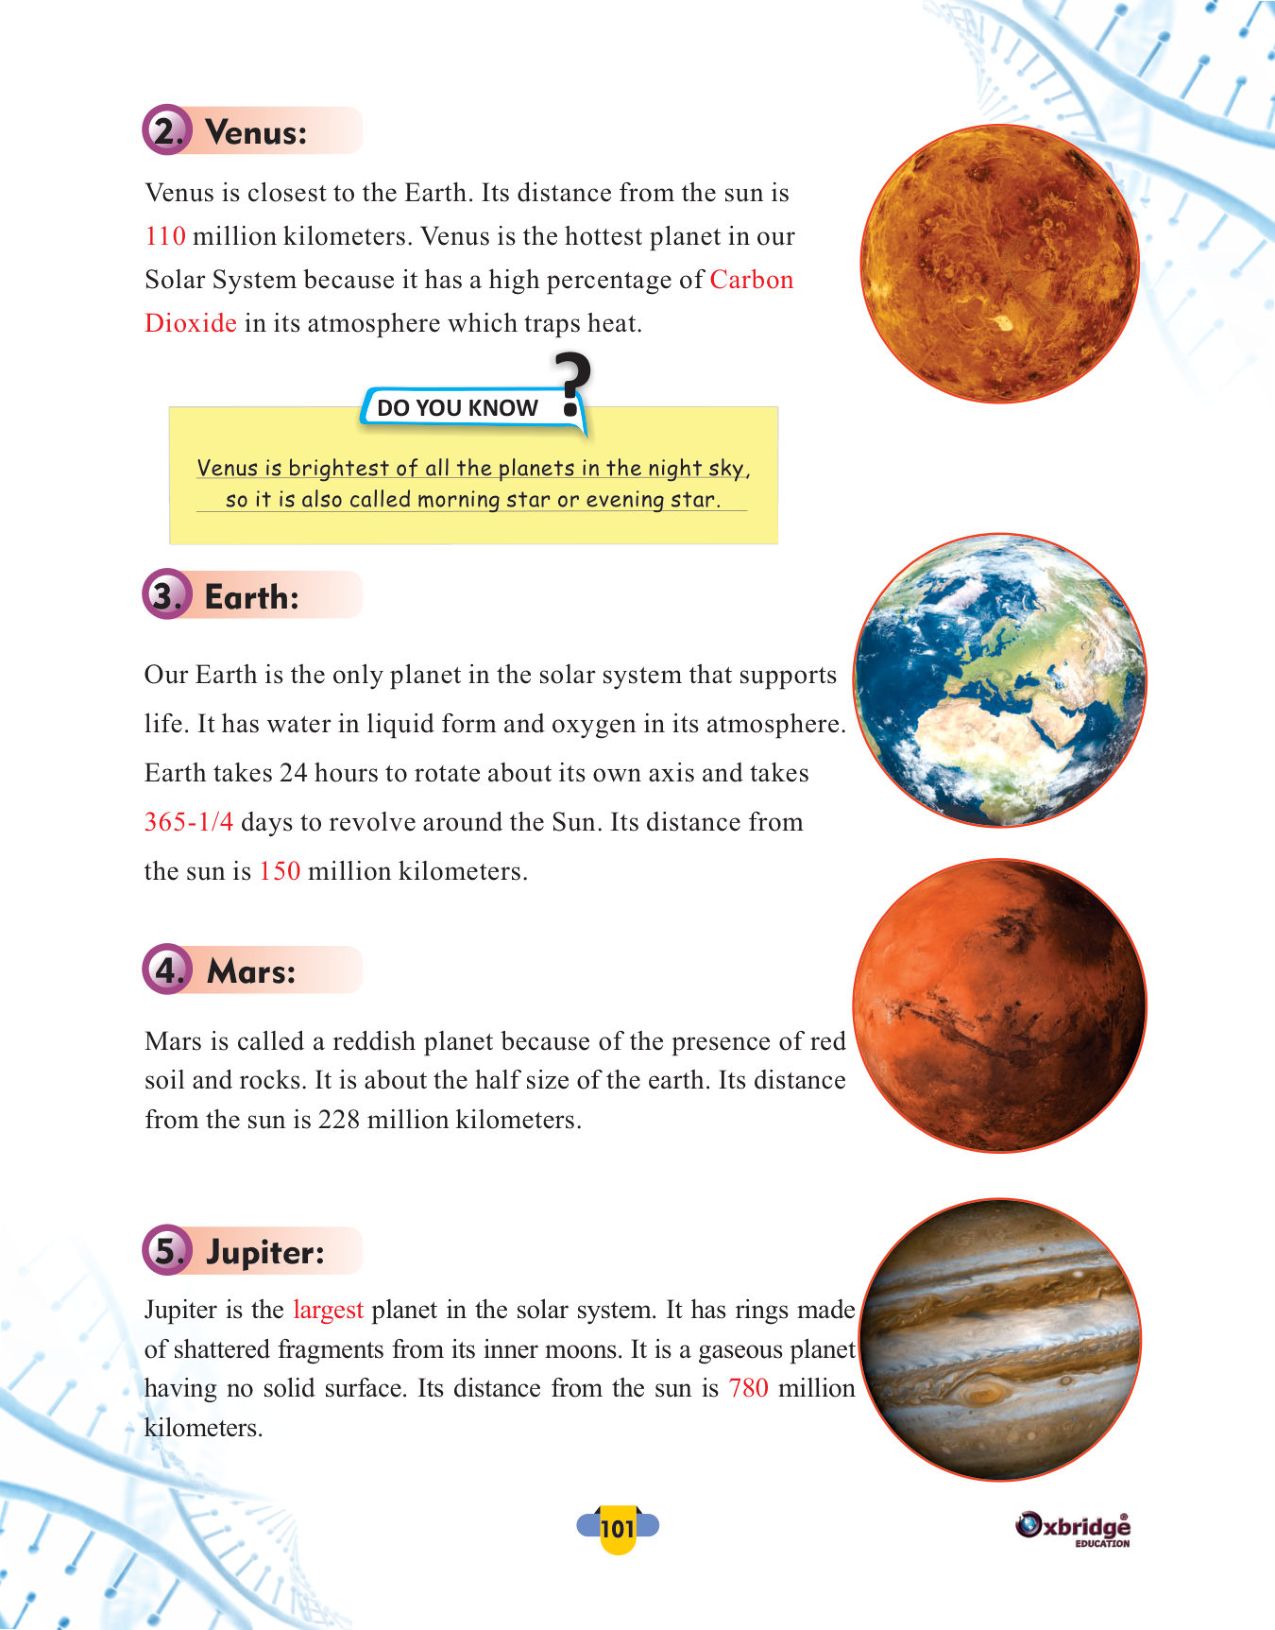 2. Venus:
Venus is closest to the Earth. Its distance from the sun is
110 million kilometers. Venus is the hottest planet in our
Solar System because it has a high percentage of Carbon
Dioxide in its atmosphere which traps heat.
DO YOU KNOW ?
Venus is brightest of all the planets in the night sky,
so it is also called morning star or evening star.
3. Earth:
Our Earth is the only planet in the solar system that supports
life. It has water in liquid form and oxygen in its atmosphere.
Earth takes 24 hours to rotate about its own axis and takes
365-1/4 days to revolve around the Sun. Its distance from
the sun is 150 million kilometers.
4. Mars:
Mars is called a reddish planet because of the presence of red
soil and rocks. It is about the half size of the earth. Its distance
from the sun is 228 million kilometers.
5. Jupiter:
Jupiter is the largest planet in the solar system. It has rings made
of shattered fragments from its inner moons. It is a gaseous planet
having no solid surface. Its distance from the sun is 780 million
kilometers.
101
Oxbridge®
EDUCATION